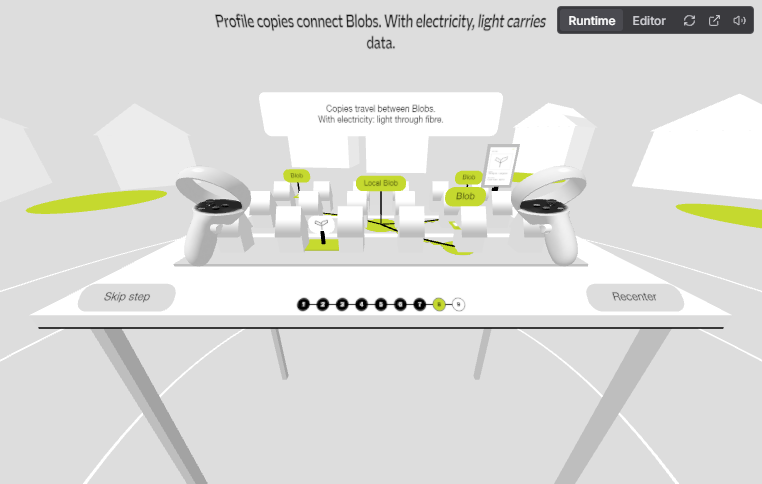 Profile copies connect Blobs. With electricity, light carries
data.
Runtime
Editor
Copies travel between Blobs.
With electricity: light through fibre.
Blob
Local Blob
Blob
Blob
Skip step
1 2 3 4 5 6 7 8 9
Recenter